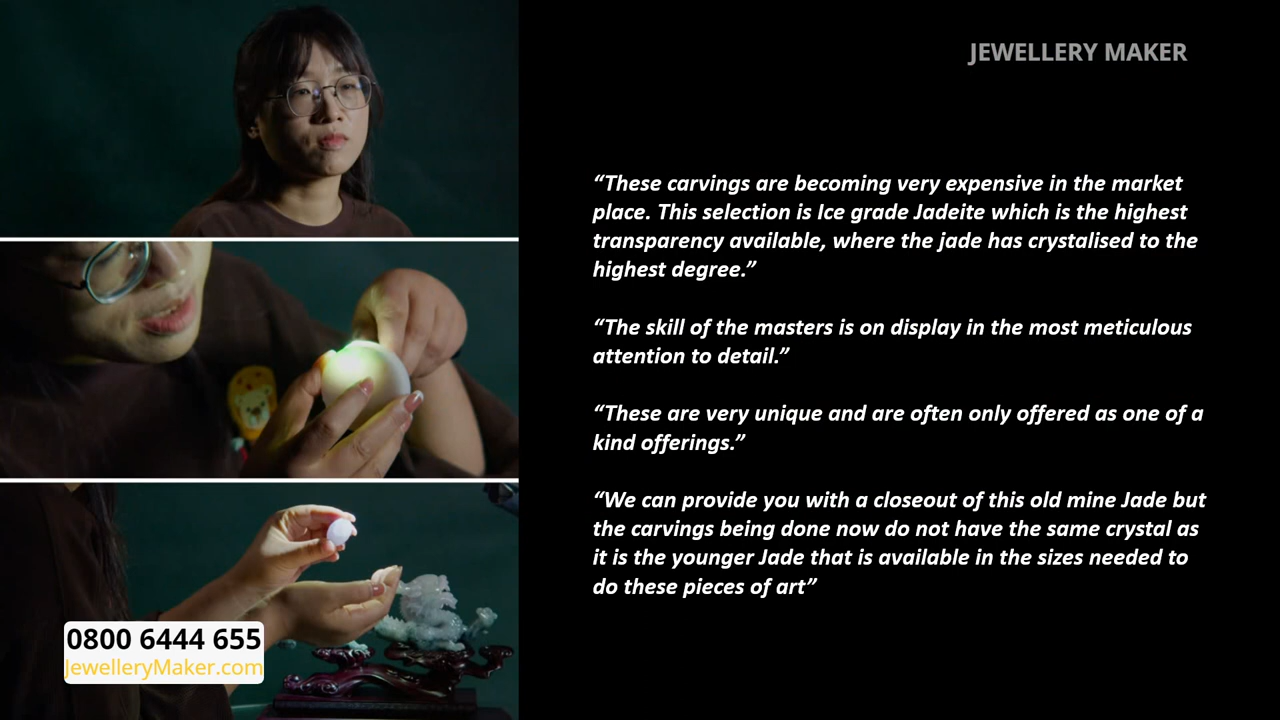 JEWELLERY MAKER
“These carvings are becoming very expensive in the market
place. This selection is Ice grade Jadeite which is the highest
transparency available, where the jade has crystalised to the
highest degree.”
“The skill of the masters is on display in the most meticulous
attention to detail.”
“These are very unique and are often only offered as one of a
kind offerings.”
“We can provide you with a closeout of this old mine Jade but
the carvings being done now do not have the same crystal as
it is the younger Jade that is available in the sizes needed to
do these pieces of art”
0800 6444 655
JewelleryMaker.com